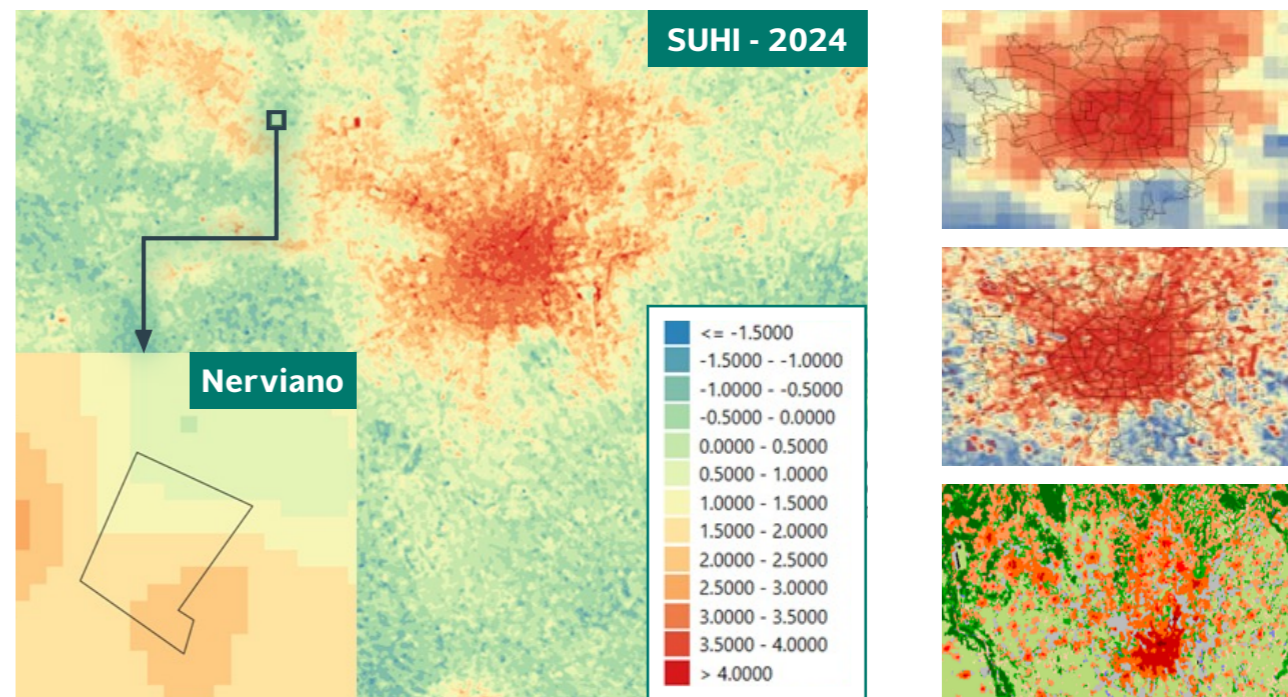 SUHI - 2024
Nerviano
<= -1.5000
-1.5000 - -1.0000
-1.0000 - -0.5000
-0.5000 - 0.0000
0.0000 - 0.5000
0.5000 - 1.0000
1.0000 - 1.5000
1.5000 - 2.0000
2.0000 - 2.5000
2.5000 - 3.0000
3.0000 - 3.5000
3.5000 - 4.0000
> 4.0000